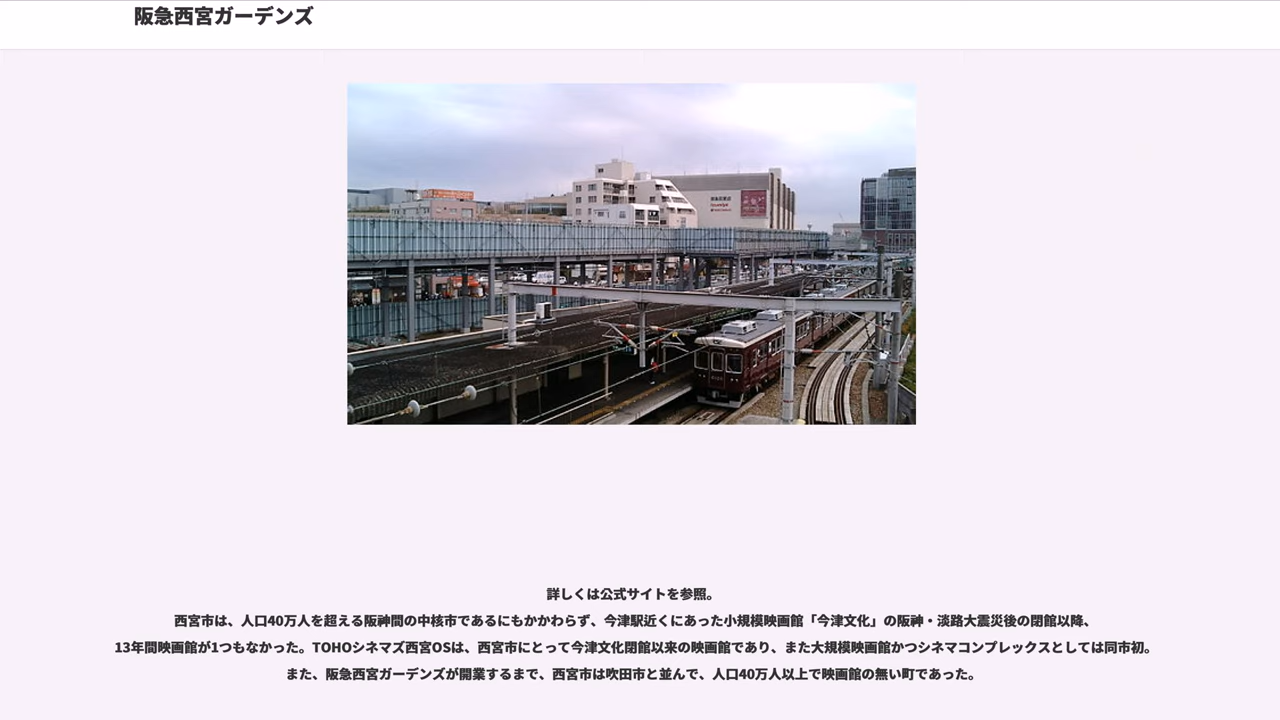 阪急西宮ガーデンズ
詳しくは公式サイトを参照。
西宮市は、人口40万人を超える阪神間の中核市であるにもかかわらず、今津駅近くにあった小規模映画館「今津文化」の阪神・淡路大震災後の閉館以降、
13年間映画館が1つもなかった。TOHOシネマズ西宮OSは、西宮市にとって今津文化閉館以来の映画館であり、また大規模映画館かつシネマコンプレックスとしては同市初。
また、阪急西宮ガーデンズが開業するまで、西宮市は吹田市と並んで、人口40万人以上で映画館の無い町であった。